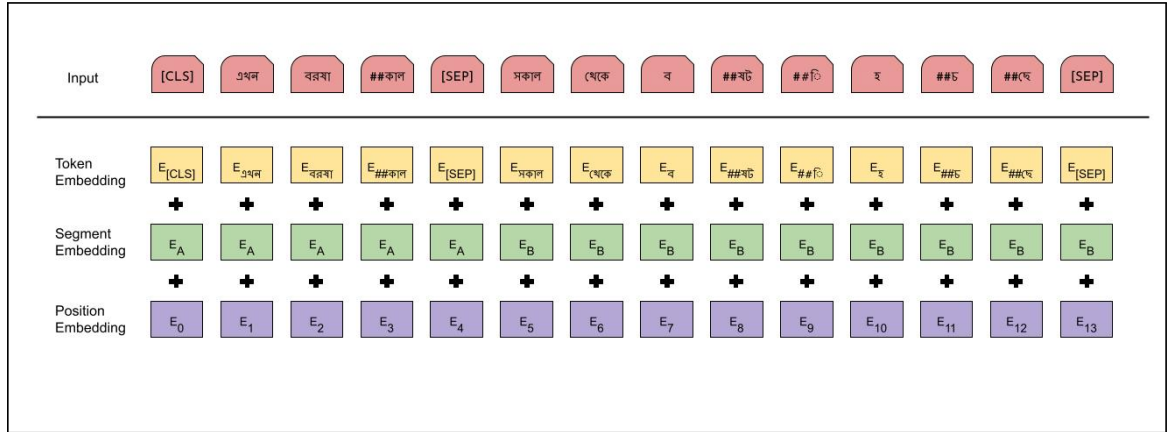 Input [CLS] এখন বরষা ##কাল [SEP] সকাল থেকে ব ##ষট ##ি হ ##চ ##ছে [SEP]
Token
Embedding
E[CLS] Eএখন Eবরষা E##কাল E[SEP] Eসকাল Eথেকে Eব E##ষট E##ি Eহ E##চ E##ছে E[SEP]
Segment
Embedding
EA EA EA EA EA EB EB EB EB EB EB EB EB EB
Position
Embedding
E0 E1 E2 E3 E4 E5 E6 E7 E8 E9 E10 E11 E12 E13